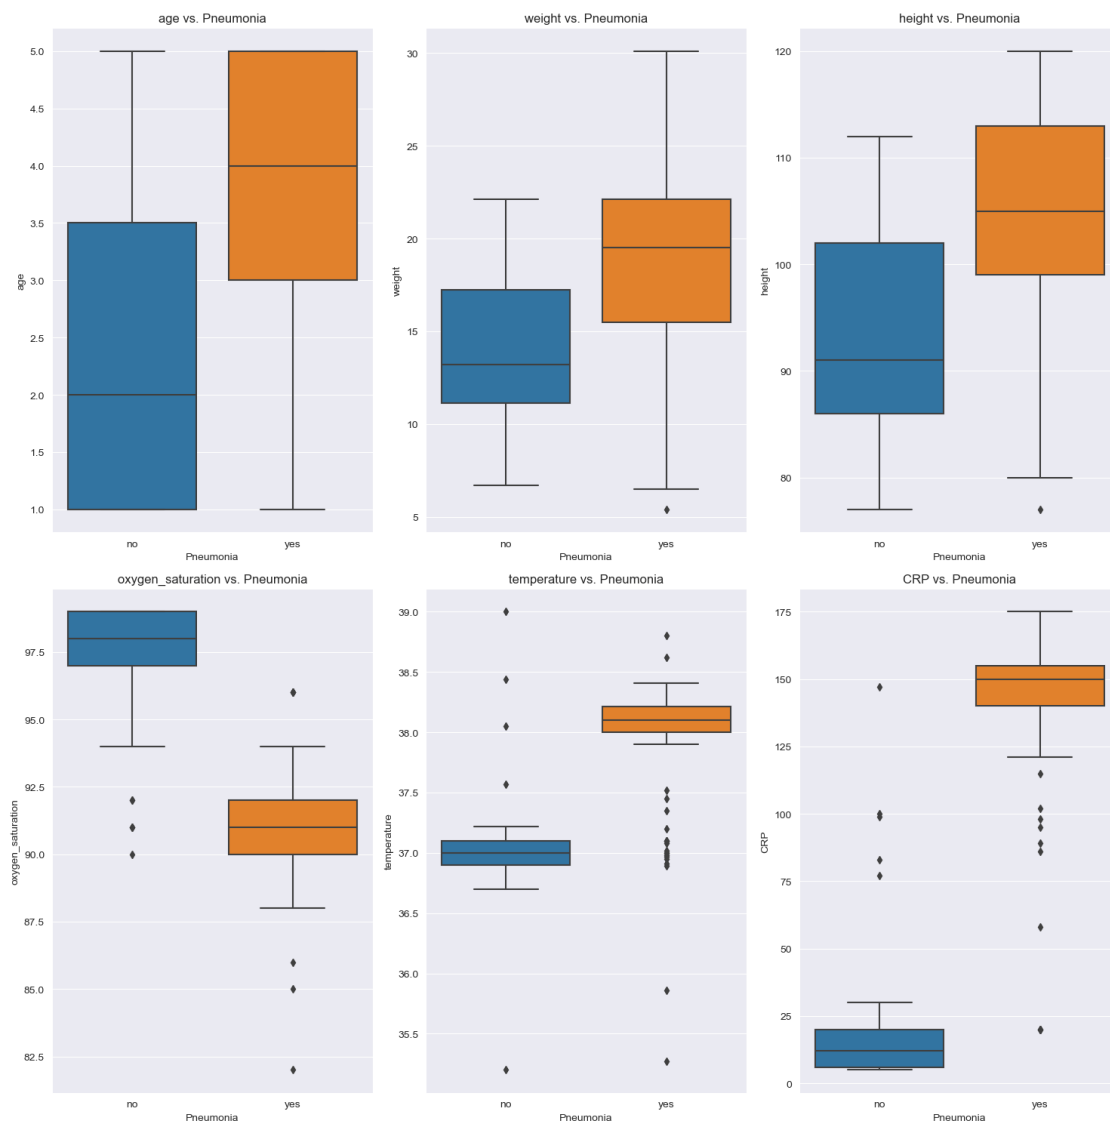 age vs. Pneumonia
5.0
4.5
4.0
3.5
3.0
2.5
2.0
1.5
1.0
age
no
yes
Pneumonia
weight vs. Pneumonia
30
25
20
15
10
5
weight
no
yes
Pneumonia
height vs. Pneumonia
120
110
100
90
80
height
no
yes
Pneumonia
oxygen_saturation vs. Pneumonia
97.5
95.0
92.5
90.0
87.5
85.0
82.5
oxygen_saturation
no
yes
Pneumonia
temperature vs. Pneumonia
39.0
38.5
38.0
37.5
37.0
36.5
36.0
35.5
temperature
no
yes
Pneumonia
CRP vs. Pneumonia
175
150
125
100
75
50
25
0
CRP
no
yes
Pneumonia